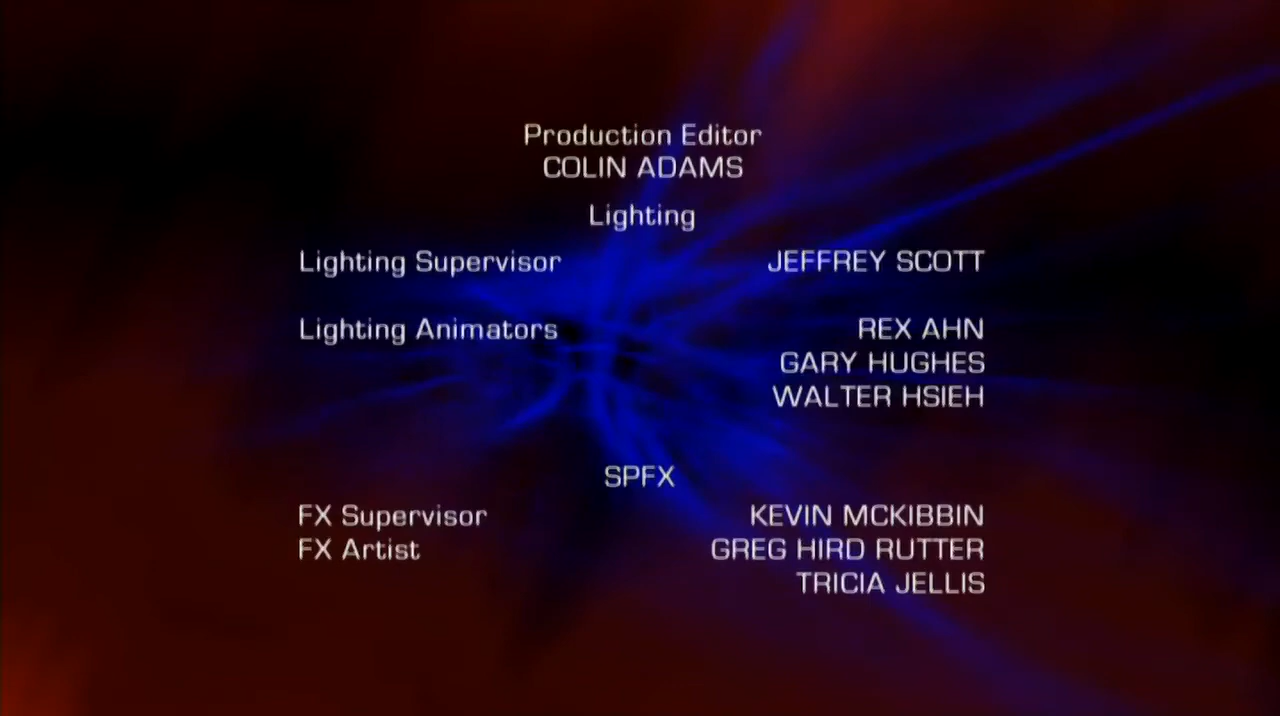 Production Editor
COLIN ADAMS
Lighting
Lighting Supervisor JEFFREY SCOTT
Lighting Animators REX AHN
GARY HUGHES
WALTER HSIEH
SPFX
FX Supervisor KEVIN MCKIBBIN
FX Artist GREG HIRD RUTTER
TRICIA JELLIS